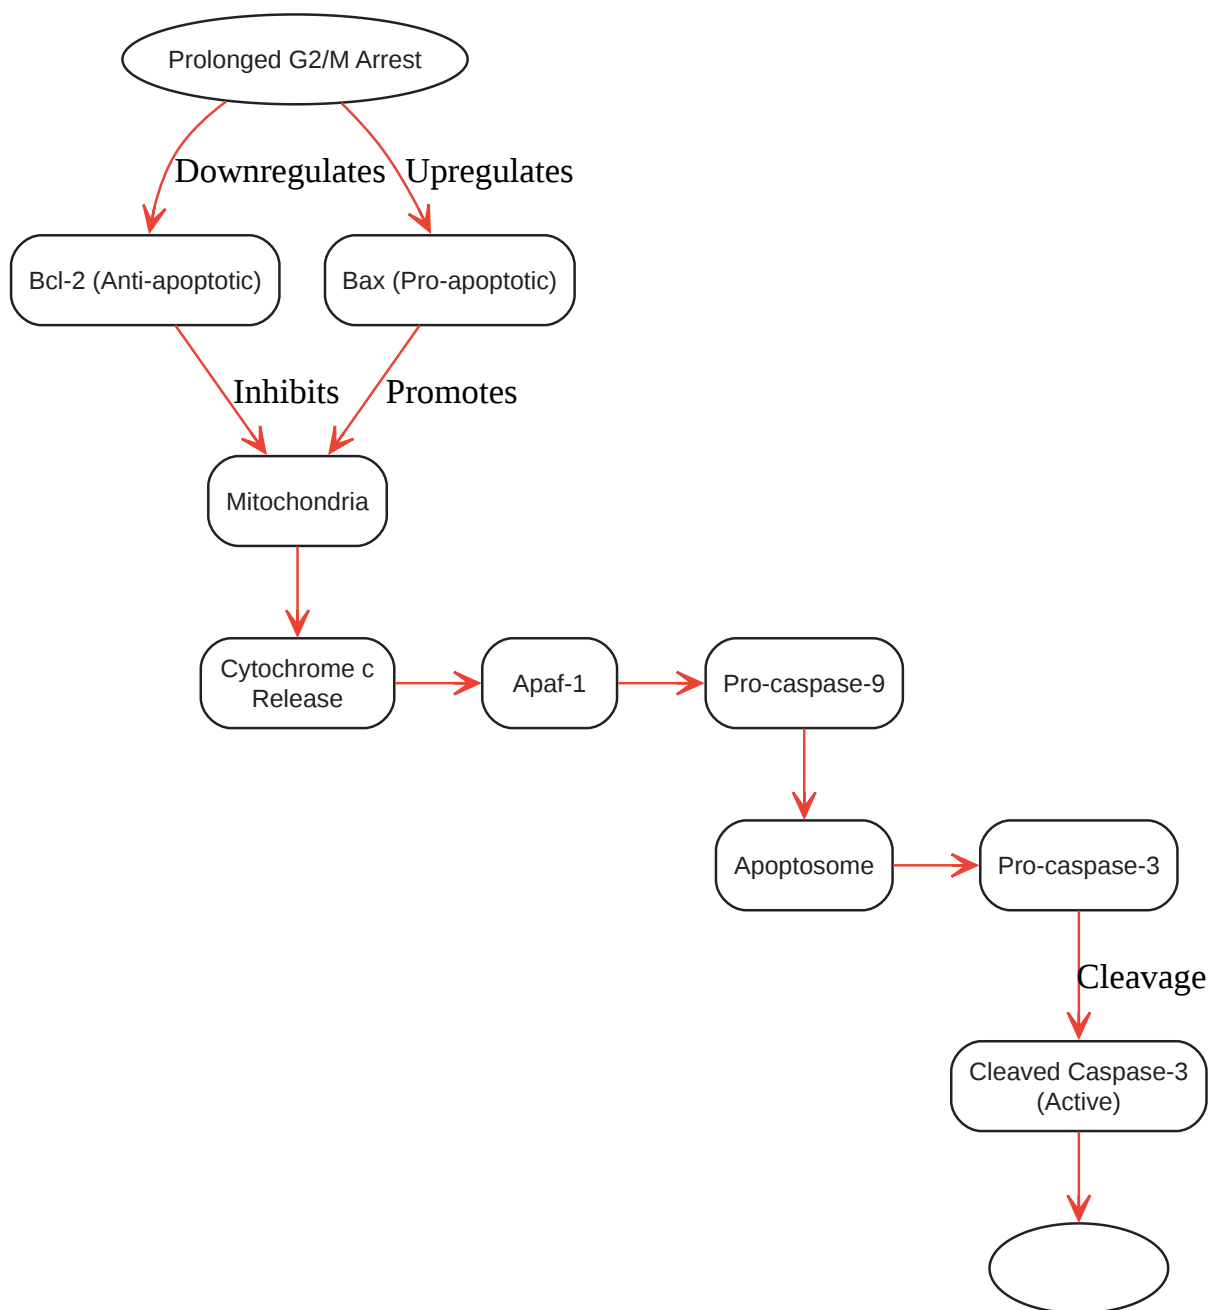 Prolonged G2/M Arrest
Downregulates
Upregulates
Bcl-2 (Anti-apoptotic)
Bax (Pro-apoptotic)
Inhibits
Promotes
Mitochondria
Cytochrome c
Release
Apaf-1
Pro-caspase-9
Apoptosome
Pro-caspase-3
Cleavage
Cleaved Caspase-3
(Active)